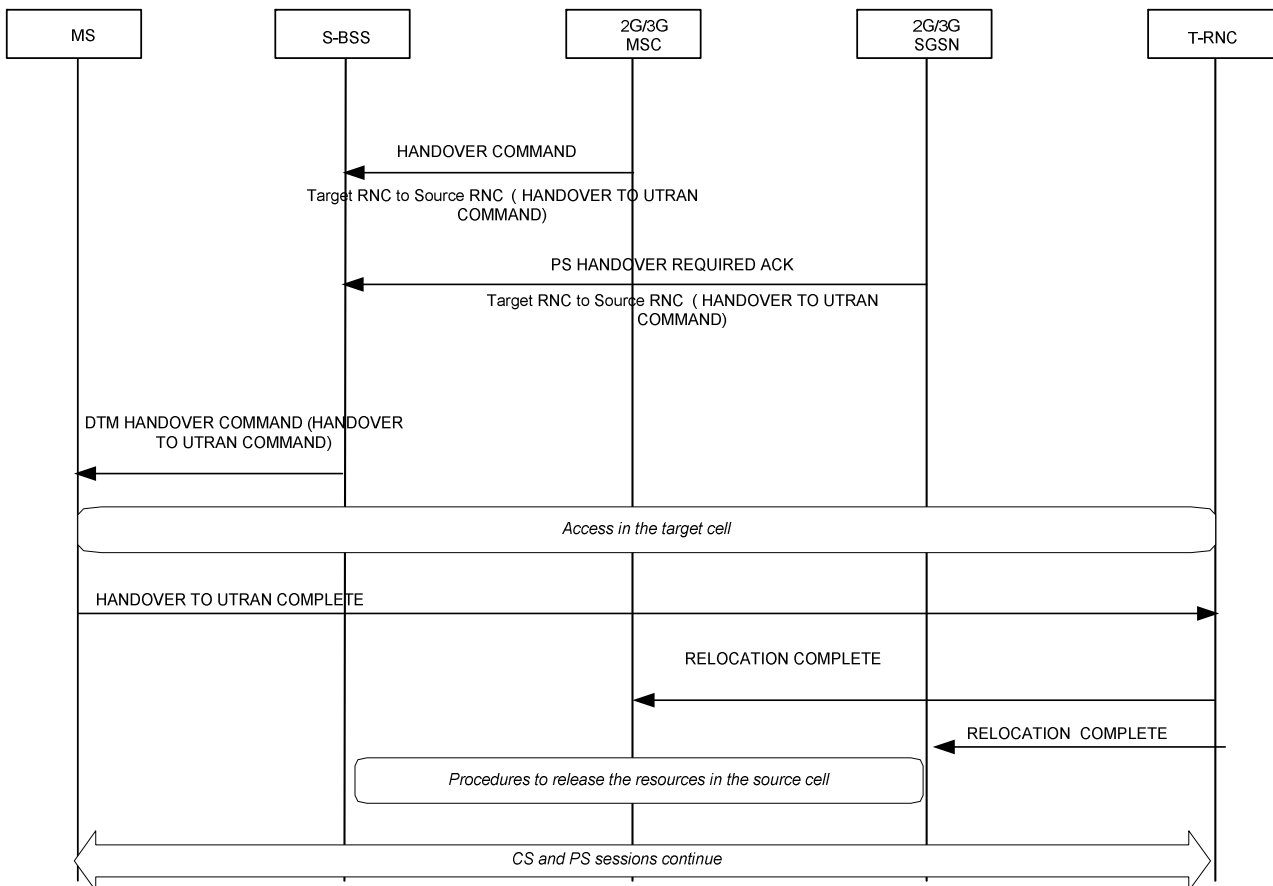 MS
S-BSS
2G/3G
MSC
2G/3G
SGSN
T-RNC
HANDOVER COMMAND
Target RNC to Source RNC ( HANDOVER TO UTRAN
COMMAND)
PS HANDOVER REQUIRED ACK
Target RNC to Source RNC ( HANDOVER TO UTRAN
COMMAND)
DTM HANDOVER COMMAND (HANDOVER
TO UTRAN COMMAND)
Access in the target cell
HANDOVER TO UTRAN COMPLETE
RELOCATION COMPLETE
RELOCATION COMPLETE
Procedures to release the resources in the source cell
CS and PS sessions continue